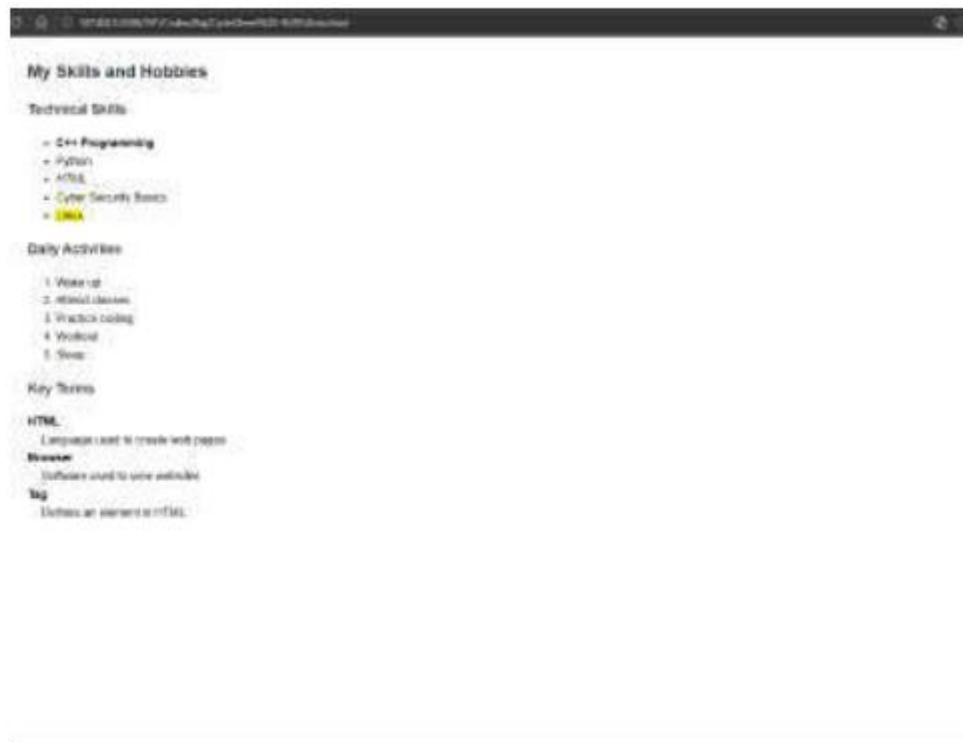 My Skills and Hobbies
Technical Skills
C++ Programming
Python
HTML
Cyber Security Basics
Linux
Daily Activities
1. Wake up
2. Attend classes
3. Practice coding
4. Workout
5. Sleep
Key Terms
HTML
Language used to create web pages
Browser
Software used to view websites
Tag
Defines an element in HTML